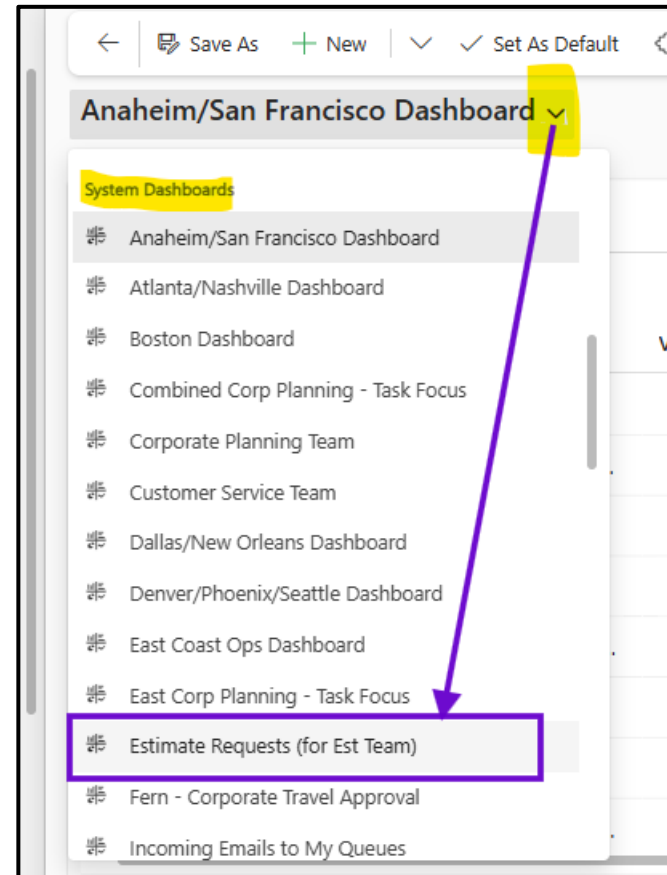 Save As New Set As Default
Anaheim/San Francisco Dashboard
System Dashboards
Anaheim/San Francisco Dashboard
Atlanta/Nashville Dashboard
Boston Dashboard
Combined Corp Planning - Task Focus
Corporate Planning Team
Customer Service Team
Dallas/New Orleans Dashboard
Denver/Phoenix/Seattle Dashboard
East Coast Ops Dashboard
East Corp Planning - Task Focus
Estimate Requests (for Est Team)
Fern - Corporate Travel Approval
Incoming Emails to My Queues